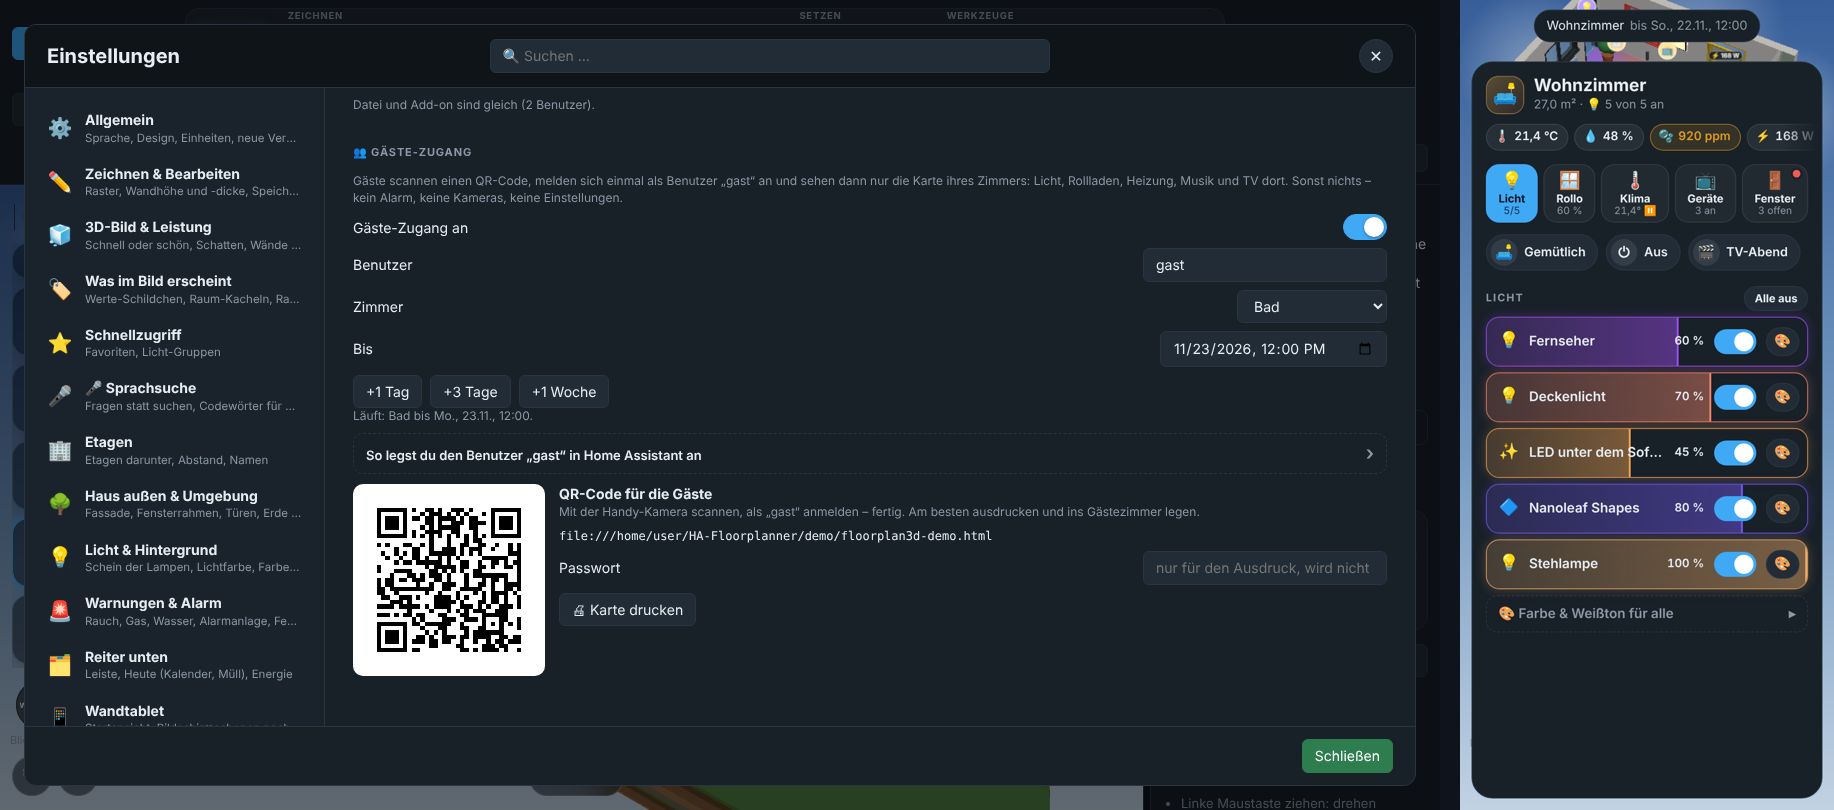 ZEICHNEN
SETZEN
WERKZEUGE
Einstellungen
Suchen ...
Allgemein
Sprache, Design, Einheiten, neue Ver...
Zeichnen & Bearbeiten
Raster, Wandhöhe und -dicke, Speich...
3D-Bild & Leistung
Schnell oder schön, Schatten, Wände ...
Was im Bild erscheint
Werte-Schildchen, Raum-Kacheln, Ra...
Schnellzugriff
Favoriten, Licht-Gruppen
Sprachsuche
Fragen statt suchen, Codewörter für ...
Etagen
Etagen darunter, Abstand, Namen
Haus außen & Umgebung
Fassade, Fensterrahmen, Türen, Erde ...
Licht & Hintergrund
Schein der Lampen, Lichtfarbe, Farbe...
Warnungen & Alarm
Rauch, Gas, Wasser, Alarmanlage, Fe...
Reiter unten
Leiste, Heute (Kalender, Müll), Energie
Wandtablet
Datei und Add-on sind gleich (2 Benutzer).
GÄSTE-ZUGANG
Gäste scannen einen QR-Code, melden sich einmal als Benutzer „gast“ an und sehen dann nur die Karte ihres Zimmers: Licht, Rollladen, Heizung, Musik und TV dort. Sonst nichts –
kein Alarm, keine Kameras, keine Einstellungen.
Gäste-Zugang an
Benutzer
gast
Zimmer
Bad
Bis
11/23/2026, 12:00 PM
+1 Tag
+3 Tage
+1 Woche
Läuft: Bad bis Mo., 23.11., 12:00.
So legst du den Benutzer „gast“ in Home Assistant an
QR-Code für die Gäste
Mit der Handy-Kamera scannen, als „gast“ anmelden – fertig. Am besten ausdrucken und ins Gästezimmer legen.
file:///home/user/HA-Floorplanner/demo/floorplan3d-demo.html
Passwort
nur für den Ausdruck, wird nicht
Karte drucken
Schließen
Linke Maustaste ziehen: drehen
Wohnzimmer bis So., 22.11., 12:00
168 W
Wohnzimmer
27,0 m² · 5 von 5 an
21,4 °C
48 %
920 ppm
168 W
Licht
5/5
Rollo
60 %
Klima
21,4°
Geräte
3 an
Fenster
3 offen
Gemütlich
Aus
TV-Abend
LICHT
Alle aus
Fernseher
60 %
Deckenlicht
70 %
LED unter dem Sof...
45 %
Nanoleaf Shapes
80 %
Stehlampe
100 %
Farbe & Weißton für alle